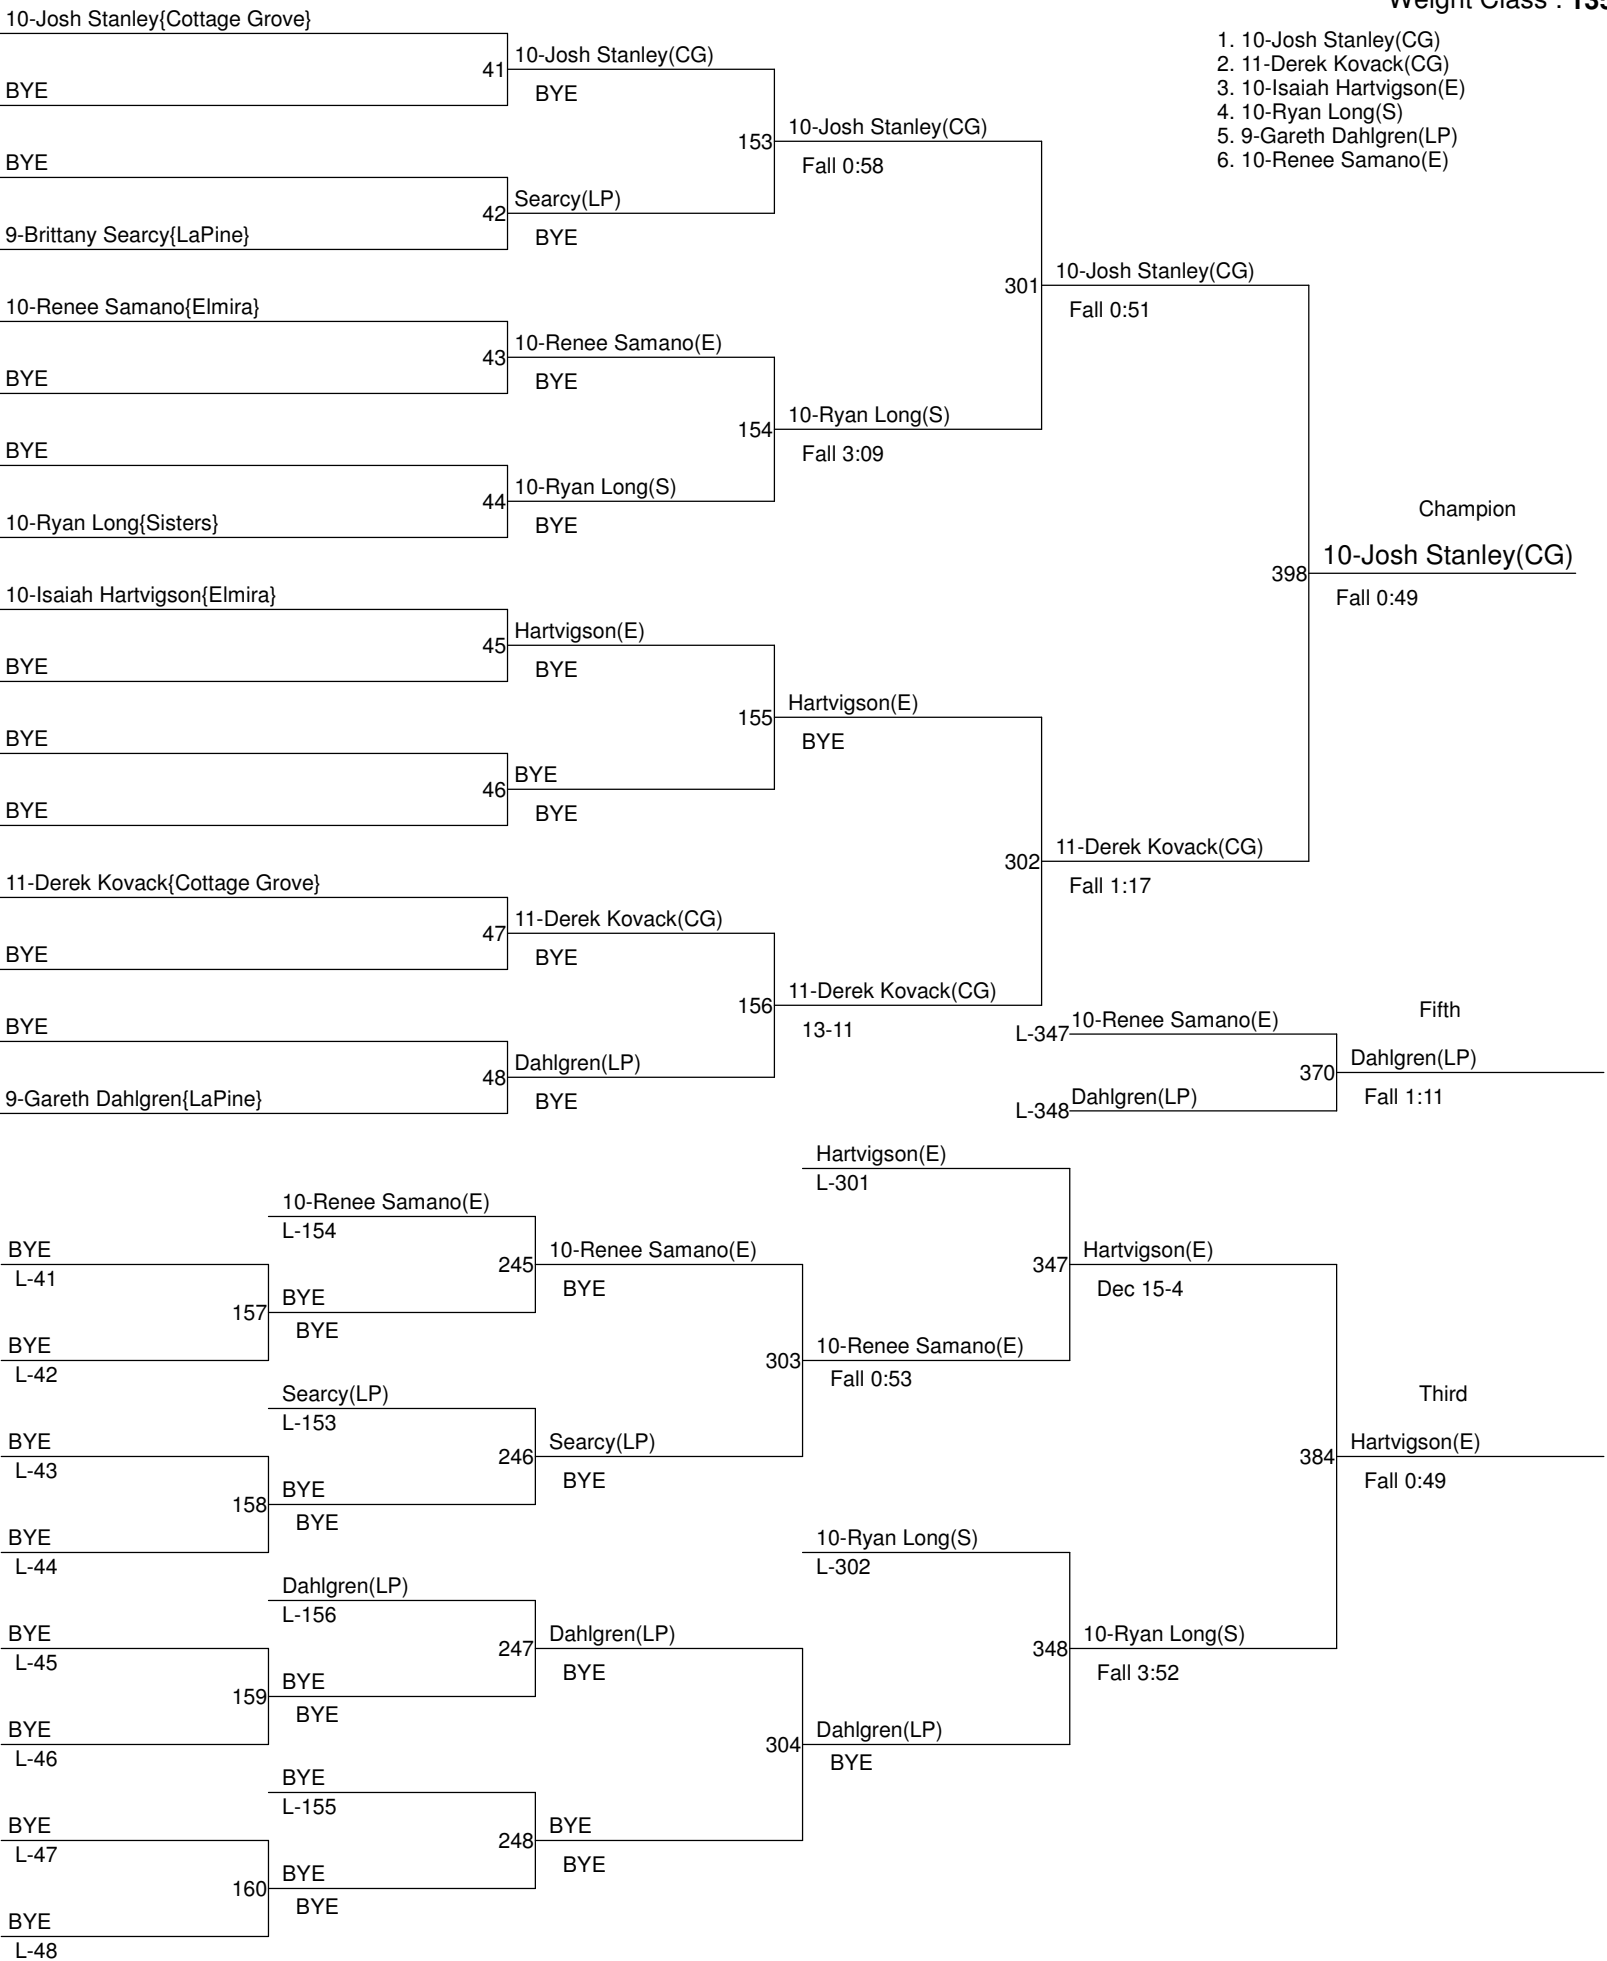 Weight Class : 135
1. 10-Josh Stanley(CG)
2. 11-Derek Kovack(CG)
3. 10-Isaiah Hartvigson(E)
4. 10-Ryan Long(S)
5. 9-Gareth Dahlgren(LP)
6. 10-Renee Samano(E)
10-Josh Stanley{Cottage Grove}
BYE
BYE
9-Brittany Searcy{LaPine}
10-Renee Samano{Elmira}
BYE
BYE
10-Ryan Long{Sisters}
10-Isaiah Hartvigson{Elmira}
BYE
BYE
BYE
11-Derek Kovack{Cottage Grove}
BYE
BYE
9-Gareth Dahlgren{LaPine}
41 10-Josh Stanley(CG)
BYE
42 Searcy(LP)
BYE
43 10-Renee Samano(E)
BYE
44 10-Ryan Long(S)
BYE
45 Hartvigson(E)
BYE
46 BYE
BYE
47 11-Derek Kovack(CG)
BYE
48 Dahlgren(LP)
BYE
153 10-Josh Stanley(CG)
Fall 0:58
154 10-Ryan Long(S)
Fall 3:09
155 Hartvigson(E)
BYE
156 11-Derek Kovack(CG)
13-11
301 10-Josh Stanley(CG)
Fall 0:51
302 11-Derek Kovack(CG)
Fall 1:17
Champion
398 10-Josh Stanley(CG)
Fall 0:49
L-347 10-Renee Samano(E)
L-348 Dahlgren(LP)
Fifth
370 Dahlgren(LP)
Fall 1:11
BYE
L-41
BYE
L-42
BYE
L-43
BYE
L-44
BYE
L-45
BYE
L-46
BYE
L-47
BYE
L-48
10-Renee Samano(E)
L-154
157 BYE
BYE
Searcy(LP)
L-153
158 BYE
BYE
Dahlgren(LP)
L-156
159 BYE
BYE
BYE
L-155
160 BYE
BYE
245 10-Renee Samano(E)
BYE
246 Searcy(LP)
BYE
247 Dahlgren(LP)
BYE
248 BYE
BYE
Hartvigson(E)
L-301
303 10-Renee Samano(E)
Fall 0:53
10-Ryan Long(S)
L-302
304 Dahlgren(LP)
BYE
347 Hartvigson(E)
Dec 15-4
348 10-Ryan Long(S)
Fall 3:52
Third
384 Hartvigson(E)
Fall 0:49